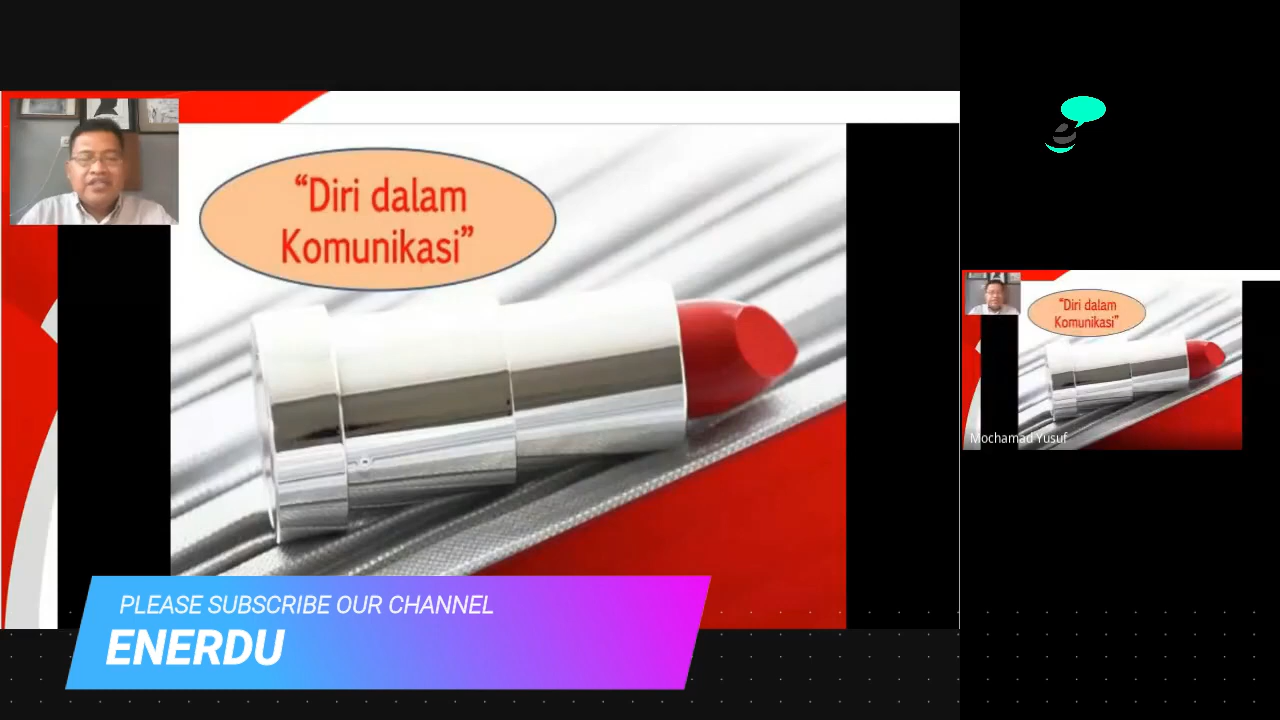 “Diri dalam
Komunikasi”
PLEASE SUBSCRIBE OUR CHANNEL
ENERDU
“Diri dalam
Komunikasi”
Mochamad Yusuf